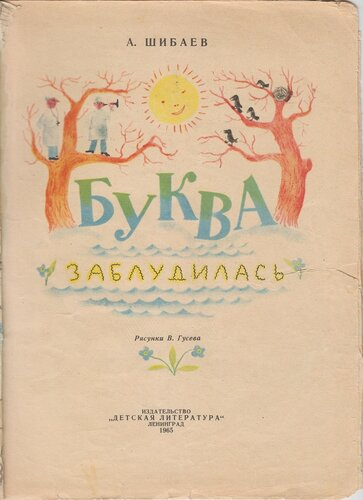 А. ШИБАЕВ
БУКВА
ЗАБЛУДИЛАСЬ
Рисунки В. Гусева
ИЗДАТЕЛЬСТВО
„ДЕТСКАЯ ЛИТЕРАТУРА“
ЛЕНИНГРАД
1965